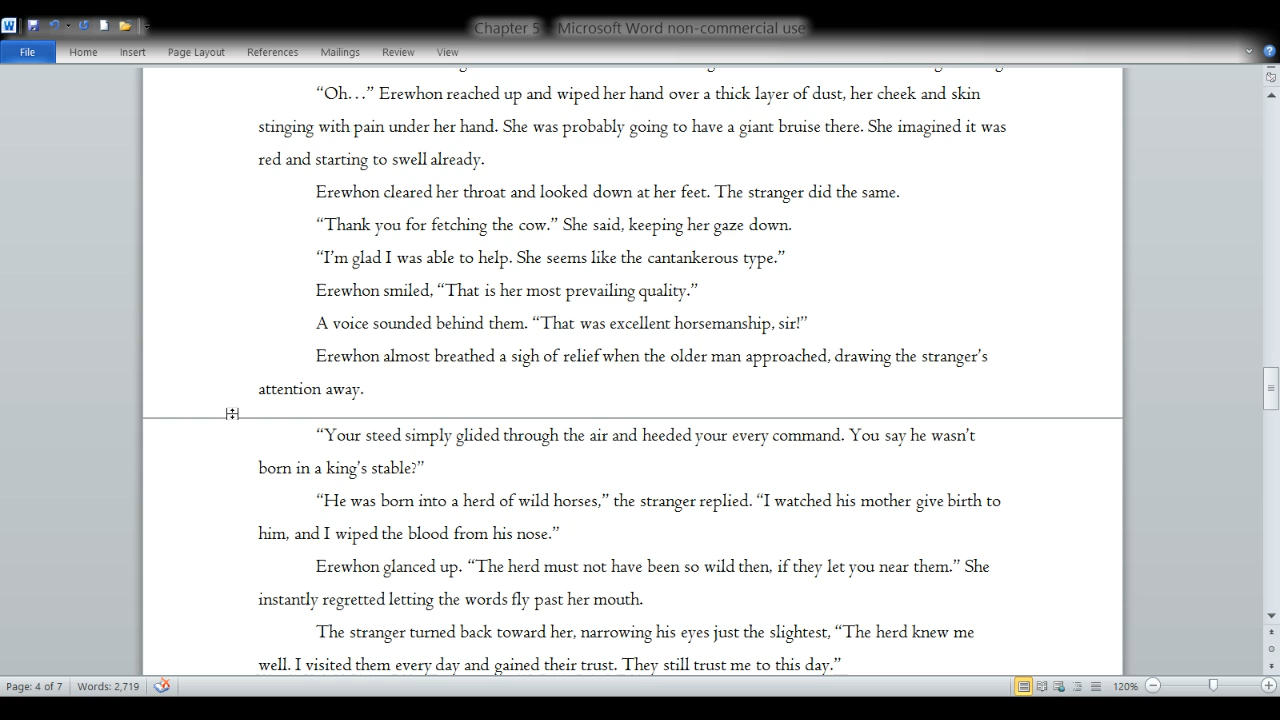 Chapter 5 - Microsoft Word non-commercial use
File Home Insert Page Layout References Mailings Review View
“Oh…” Erewhon reached up and wiped her hand over a thick layer of dust, her cheek and skin
stinging with pain under her hand. She was probably going to have a giant bruise there. She imagined it was
red and starting to swell already.
Erewhon cleared her throat and looked down at her feet. The stranger did the same.
“Thank you for fetching the cow.” She said, keeping her gaze down.
“I’m glad I was able to help. She seems like the cantankerous type.”
Erewhon smiled, “That is her most prevailing quality.”
A voice sounded behind them. “That was excellent horsemanship, sir!”
Erewhon almost breathed a sigh of relief when the older man approached, drawing the stranger’s
attention away.
“Your steed simply glided through the air and heeded your every command. You say he wasn’t
born in a king’s stable?”
“He was born into a herd of wild horses,” the stranger replied. “I watched his mother give birth to
him, and I wiped the blood from his nose.”
Erewhon glanced up. “The herd must not have been so wild then, if they let you near them.” She
instantly regretted letting the words fly past her mouth.
The stranger turned back toward her, narrowing his eyes just the slightest, “The herd knew me
well. I visited them every day and gained their trust. They still trust me to this day.”
Page: 4 of 7 Words: 2,719 120%